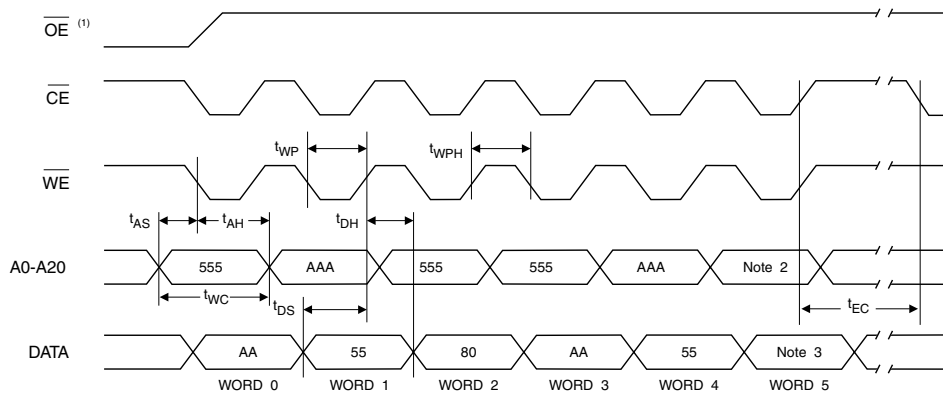 OE (1)
CE
tWP
tWPH
WE
tAS
tAH
tDH
A0-A20
555
AAA
555
555
AAA
Note 2
tWC
tDS
tEC
DATA
AA
55
80
AA
55
Note 3
WORD 0
WORD 1
WORD 2
WORD 3
WORD 4
WORD 5